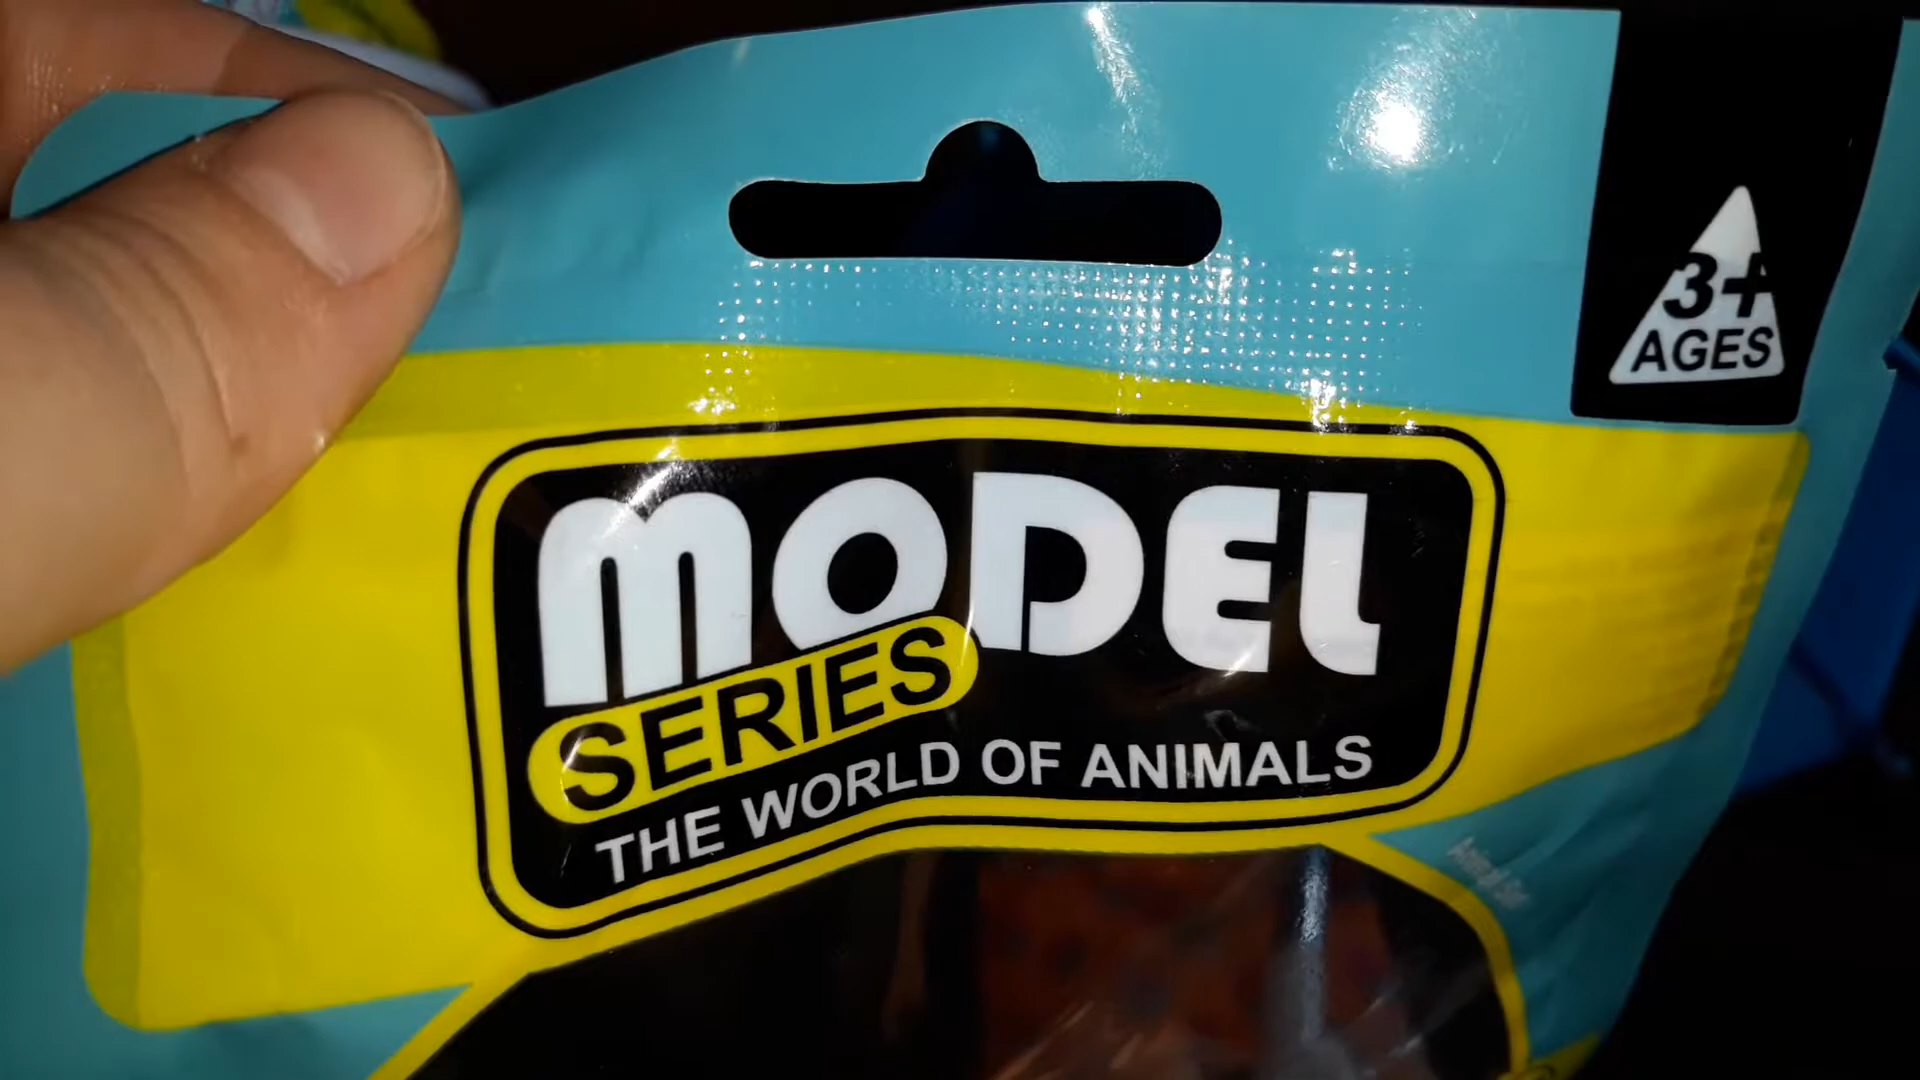 3+
AGES
MODEL
SERIES
THE WORLD OF ANIMALS